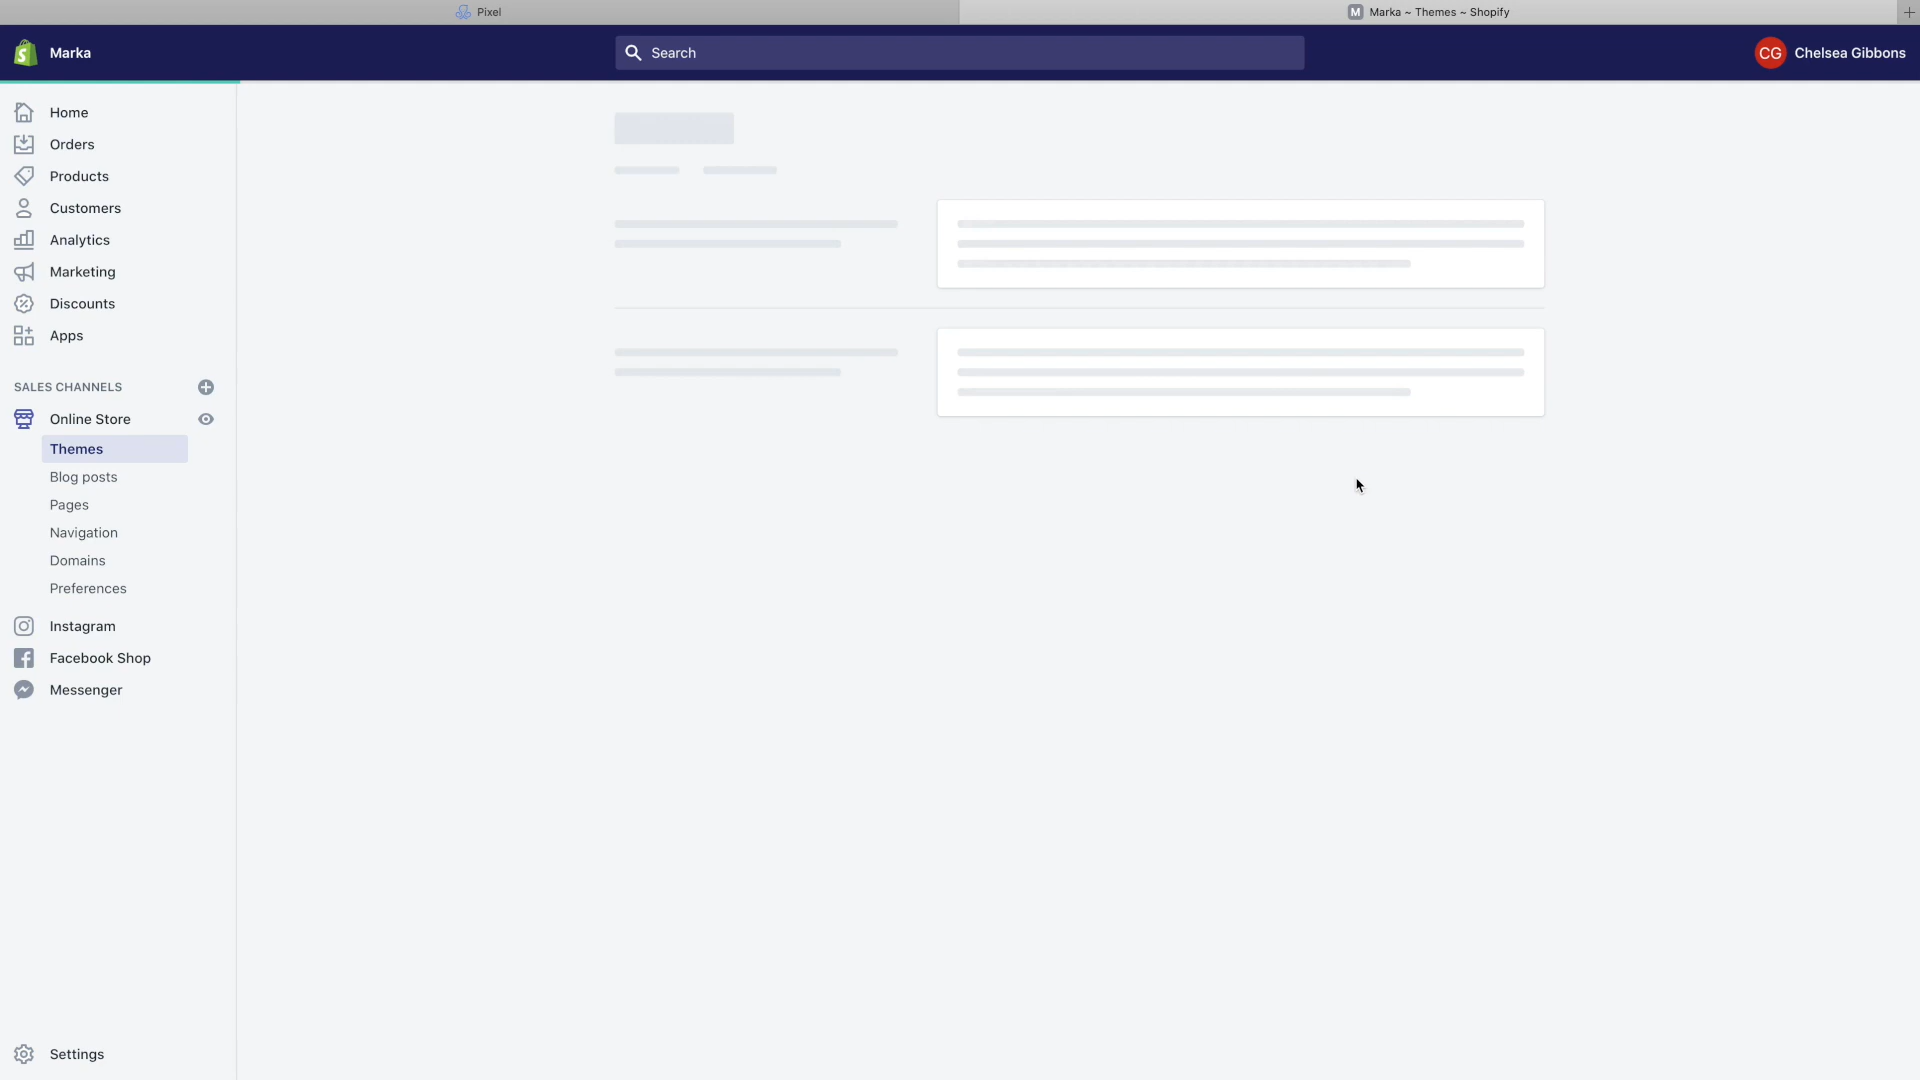 Pixel
M Marka ~ Themes ~ Shopify
Marka
Search
CG Chelsea Gibbons
Home
Orders
Products
Customers
Analytics
Marketing
Discounts
Apps
SALES CHANNELS
Online Store
Themes
Blog posts
Pages
Navigation
Domains
Preferences
Instagram
Facebook Shop
Messenger
Settings